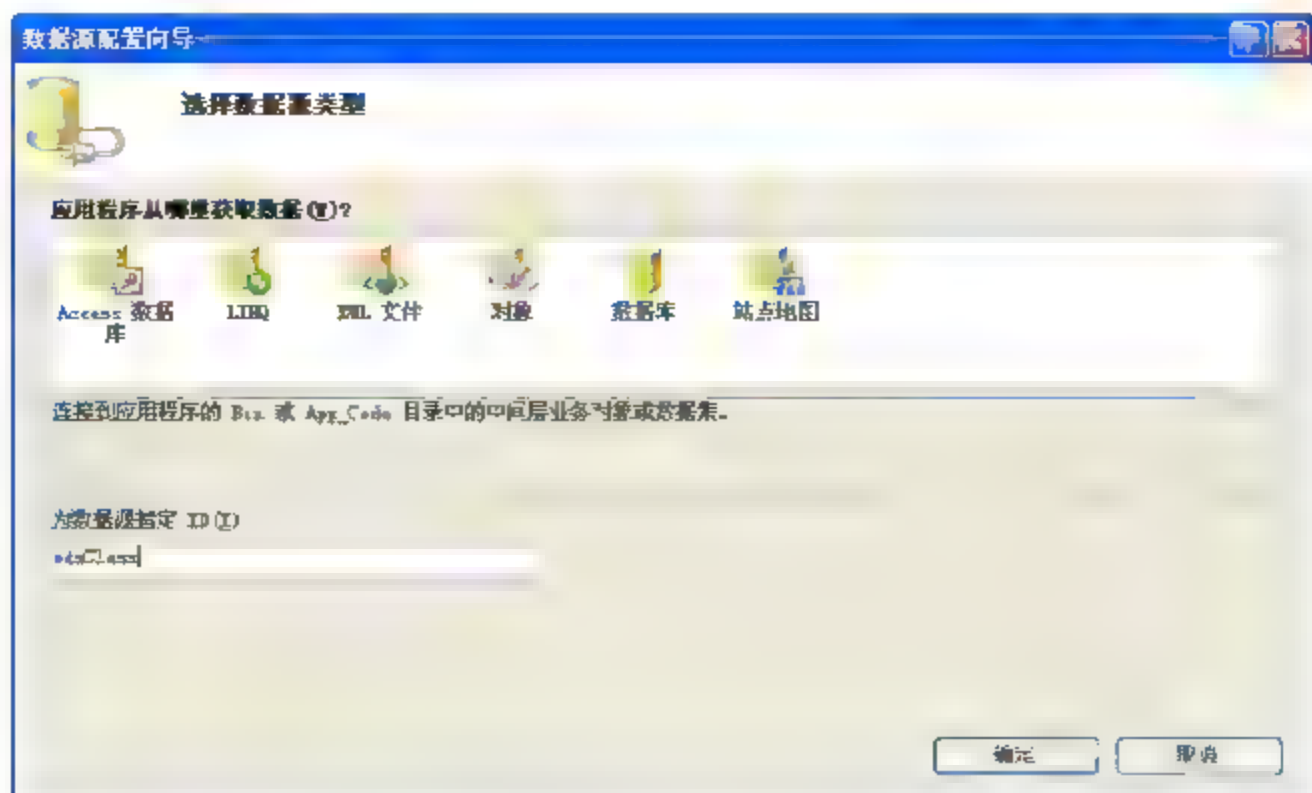 数据源配置向导
选择数据源类型
应用程序从哪里获取数据(W)?
Access 数据库
LINQ
XML 文件
对象
数据库
站点地图
连接到应用程序的 Bin 或 App_Code 目录中的中间层业务对象或数据集。
为数据源指定 ID(I)
确定
取消